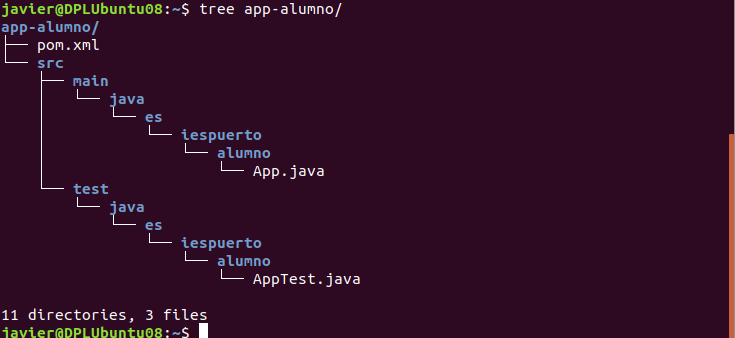 javier@DPLUbuntu08:~$ tree app-alumno/
app-alumno/
├── pom.xml
└── src
    ├── main
    │   └── java
    │       └── es
    │           └── iespuerto
    │               └── alumno
    │                   └── App.java
    └── test
        └── java
            └── es
                └── iespuerto
                    └── alumno
                        └── AppTest.java
11 directories, 3 files
javier@DPLUbuntu08:~$